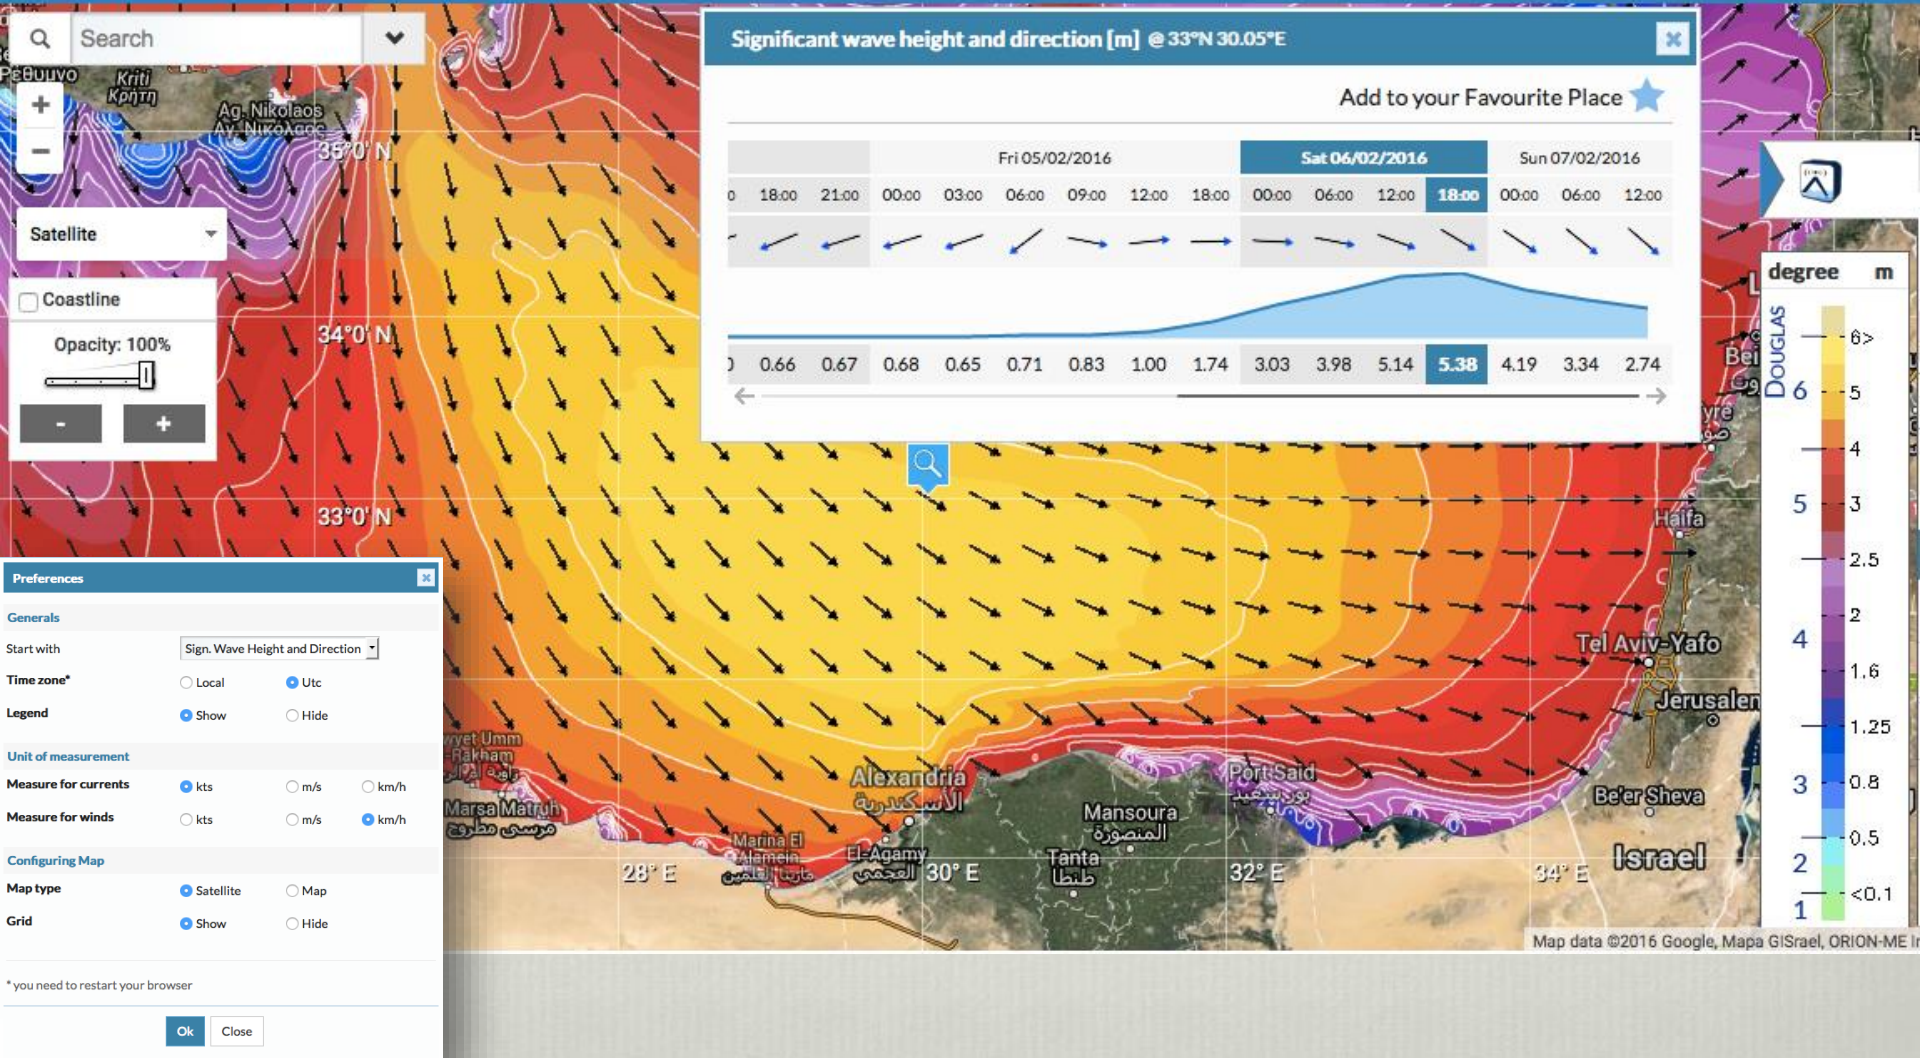 Search
Ρέθυμνο
Kriti
Κρήτη
Ag. Nikolaos
Αγ. Νικόλαος
+
−
Satellite
Coastline
Opacity: 100%
-
+
35°0' N
34°0' N
33°0' N
Significant wave height and direction [m] @ 33°N 30.05°E
Add to your Favourite Place
Fri 05/02/2016 Sat 06/02/2016 Sun 07/02/2016
18:00 21:00 00:00 03:00 06:00 09:00 12:00 18:00 00:00 06:00 12:00 18:00 00:00 06:00 12:00
0.66 0.67 0.68 0.65 0.71 0.83 1.00 1.74 3.03 3.98 5.14 5.38 4.19 3.34 2.74
degree m
DOUGLAS
6>
6
5
4
5
3
2.5
4
2
1.6
1.25
3
0.8
0.5
2
<0.1
1
Haifa
Tel Aviv-Yafo
Jerusalem
Be'er Sheva
Israel
Port Said
بورسعيد
Alexandria
الأسكندرية
Mansoura
المنصورة
Tanta
طنطا
El-Agamy
العجمي
Marina El
Alamein
مارينا العلمين
Rakham
Marsa Matruh
مرسى مطروح
28° E
30° E
32° E
34° E
Map data ©2016 Google, Mapa GISrael, ORION-ME
Preferences
Generals
Start with Sign. Wave Height and Direction
Time zone* Local Utc
Legend Show Hide
Unit of measurement
Measure for currents kts m/s km/h
Measure for winds kts m/s km/h
Configuring Map
Map type Satellite Map
Grid Show Hide
* you need to restart your browser
Ok Close